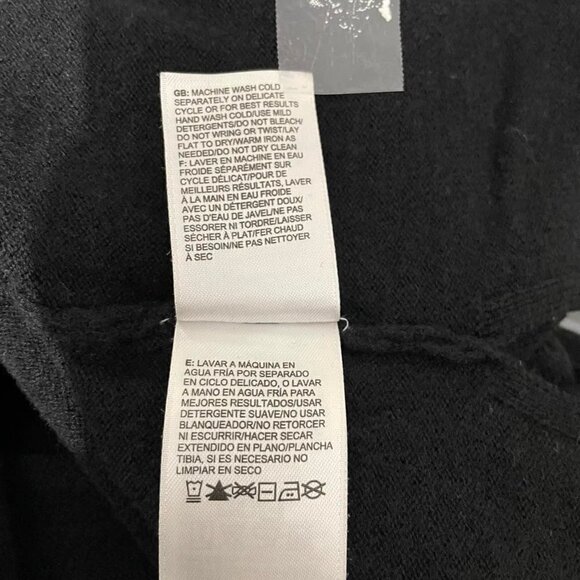 GB: MACHINE WASH COLD
SEPARATELY ON DELICATE
CYCLE OR FOR BEST RESULTS
HAND WASH COLD/USE MILD
DETERGENTS/DO NOT BLEACH/
DO NOT WRING OR TWIST/LAY
FLAT TO DRY/WARM IRON AS
NEEDED/DO NOT DRY CLEAN
F: LAVER EN MACHINE EN EAU
FROIDE SÉPARÉMENT SUR
CYCLE DÉLICAT/POUR DE
MEILLEURS RÉSULTATS, LAVER
À LA MAIN EN EAU FROIDE
AVEC UN DÉTERGENT DOUX/
PAS D'EAU DE JAVEL/NE PAS
ESSORER NI TORDRE/LAISSER
SÉCHER À PLAT/FER CHAUD
SI BESOIN/NE PAS NETTOYER
À SEC
E: LAVAR A MÁQUINA EN
AGUA FRÍA POR SEPARADO
EN CICLO DELICADO, O LAVAR
A MANO EN AGUA FRÍA PARA
MEJORES RESULTADOS/USAR
DETERGENTE SUAVE/NO USAR
BLANQUEADOR/NO RETORCER
NI ESCURRIR/HACER SECAR
EXTENDIDO EN PLANO/PLANCHA
TIBIA, SI ES NECESARIO NO
LIMPIAR EN SECO